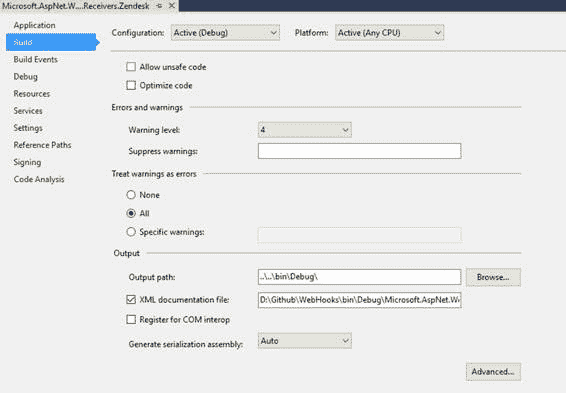 Microsoft.AspNet.W....Receivers.Zendesk
Application
Build
Build Events
Debug
Resources
Services
Settings
Reference Paths
Signing
Code Analysis
Configuration: Active (Debug) Platform: Active (Any CPU)
Allow unsafe code
Optimize code
Errors and warnings
Warning level: 4
Suppress warnings:
Treat warnings as errors
None
All
Specific warnings:
Output
Output path: ..\..\bin\Debug\ Browse...
XML documentation file: D:\Github\WebHooks\bin\Debug\Microsoft.AspNet.We
Register for COM interop
Generate serialization assembly: Auto
Advanced...